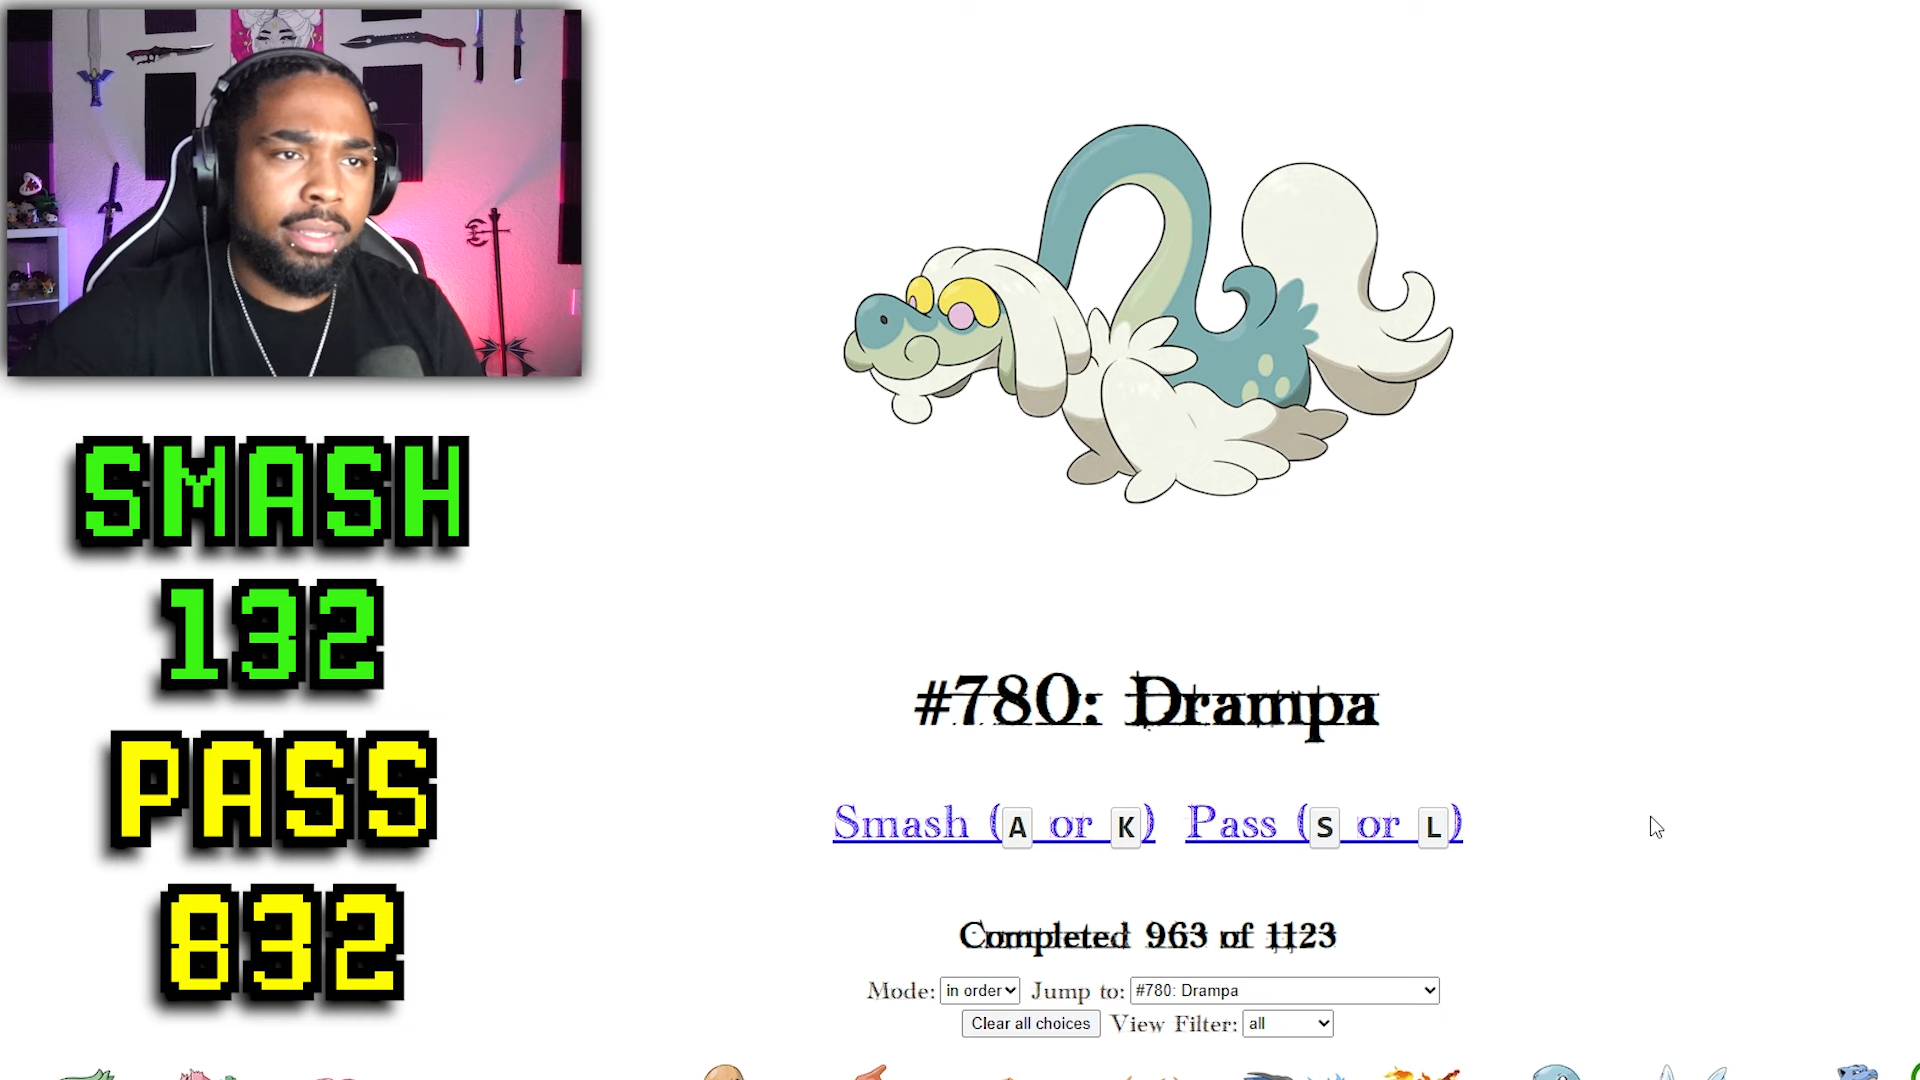 SMASH
132
PASS
832
#780: Drampa
Smash (A or K) Pass (S or L)
Completed 963 of 1123
Mode: in order Jump to: #780: Drampa
Clear all choices View Filter: all